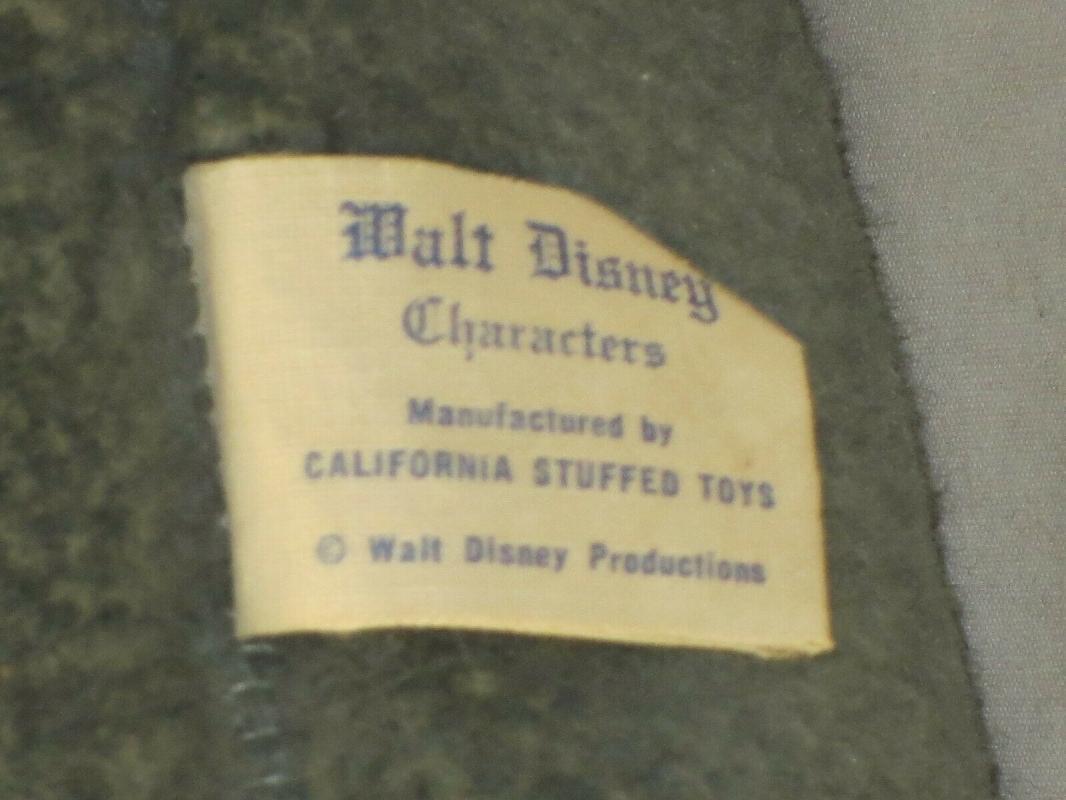 Walt Disney
Characters
Manufactured by
CALIFORNIA STUFFED TOYS
© Walt Disney Productions